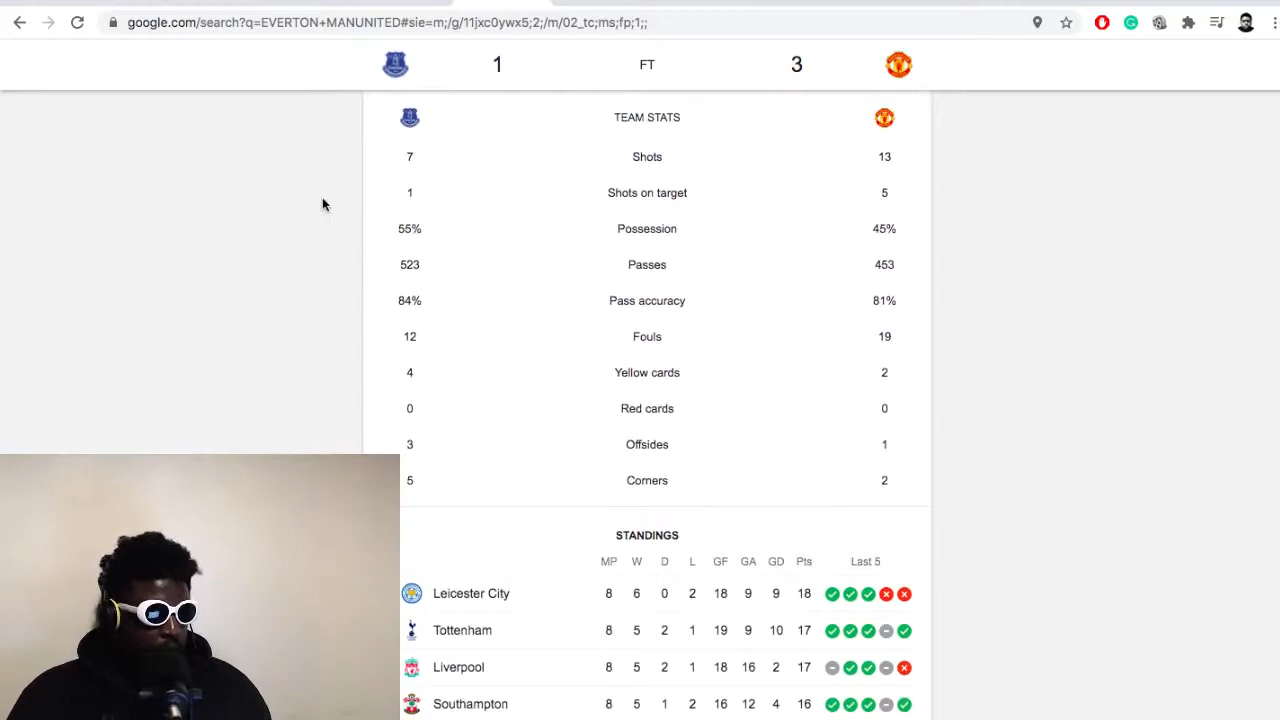 google.com/search?q=EVERTON+MANUNITED#sie=m;/g/11jxc0ywx5;2;/m/02_tc;ms;fp;1;;
1 FT 3
TEAM STATS
7 Shots 13
1 Shots on target 5
55% Possession 45%
523 Passes 453
84% Pass accuracy 81%
12 Fouls 19
4 Yellow cards 2
0 Red cards 0
3 Offsides 1
5 Corners 2
STANDINGS
MP W D L GF GA GD Pts Last 5
Leicester City 8 6 0 2 18 9 9 18
Tottenham 8 5 2 1 19 9 10 17
Liverpool 8 5 2 1 18 16 2 17
Southampton 8 5 1 2 16 12 4 16